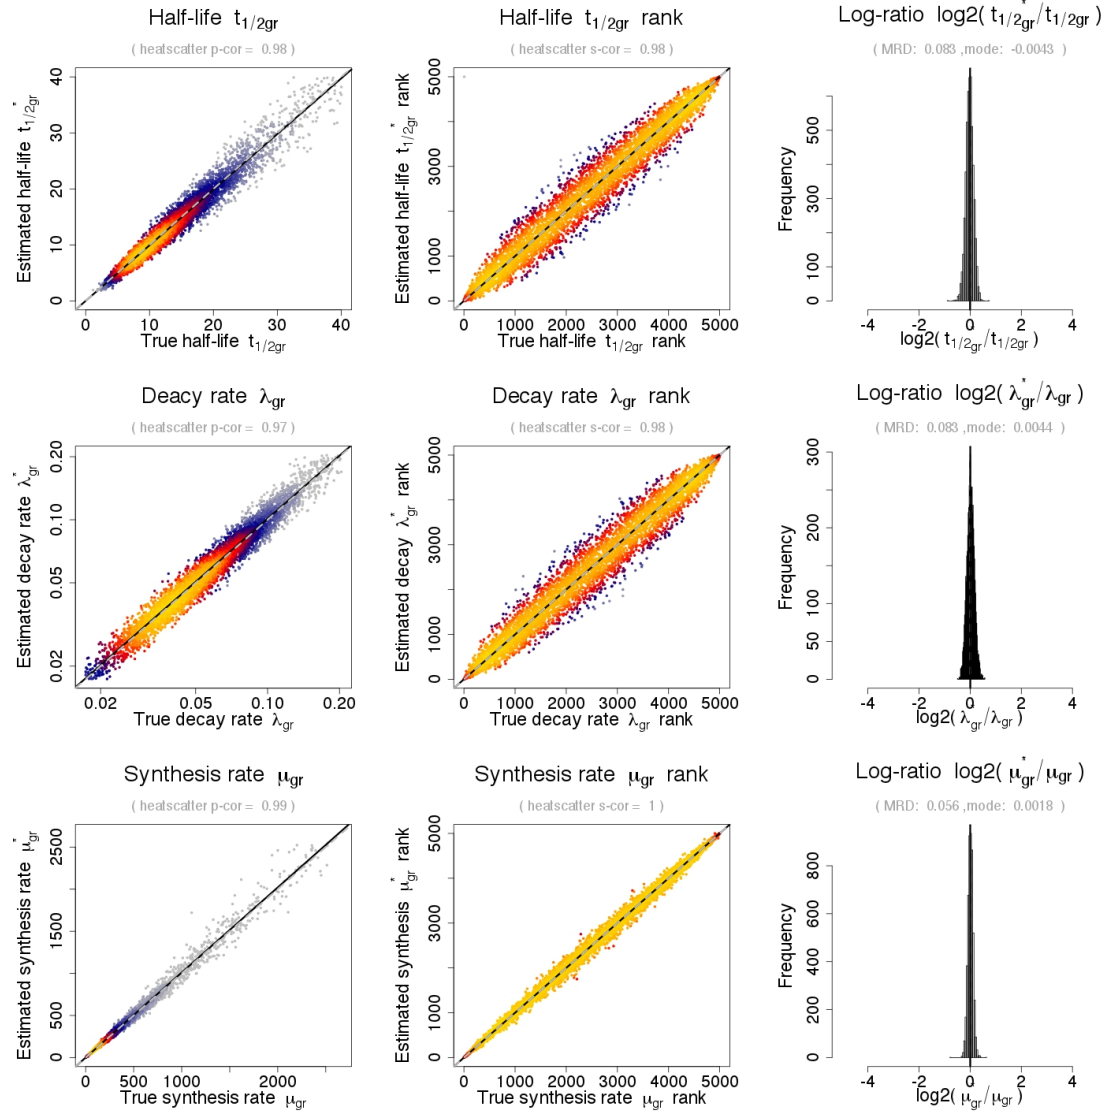 Half-life t1/2gr
( heatscatter p-cor = 0.98 )
Estimated half-life t*1/2gr
0 10 20 30 40
0 10 20 30 40
True half-life t1/2gr
Half-life t1/2gr rank
( heatscatter s-cor = 0.98 )
Estimated half-life t*1/2gr rank
0 1000 3000 5000
0 1000 2000 3000 4000 5000
True half-life t1/2gr rank
Log-ratio log2( t*1/2gr/t1/2gr )
( MRD: 0.083 ,mode: -0.0043 )
Frequency
100 300 500
-4 -2 0 2 4
log2( t1/2gr/t1/2gr )
Deacy rate λgr
( heatscatter p-cor = 0.97 )
Estimated decay rate λ*gr
0.02 0.05 0.10 0.20
0.02 0.05 0.10 0.20
True decay rate λgr
Decay rate λgr rank
( heatscatter s-cor = 0.98 )
Estimated decay λ*gr rank
0 1000 3000 5000
0 1000 2000 3000 4000 5000
True decay rate λgr rank
Log-ratio log2( λ*gr/λgr )
( MRD: 0.083 ,mode: 0.0044 )
Frequency
0 50 100 200 300
-4 -2 0 2 4
log2( λgr/λgr )
Synthesis rate μgr
( heatscatter p-cor = 0.99 )
Estimated synthesis rate μ*gr
0 500 1500 2500
0 500 1000 2000
True synthesis rate μgr
Synthesis rate μgr rank
( heatscatter s-cor = 1 )
Estimated synthesis μ*gr rank
0 1000 3000 5000
0 1000 2000 3000 4000 5000
True synthesis rate μgr rank
Log-ratio log2( μ*gr/μgr )
( MRD: 0.056 ,mode: 0.0018 )
Frequency
0 200 400 600 800
-4 -2 0 2 4
log2( μgr/μgr )